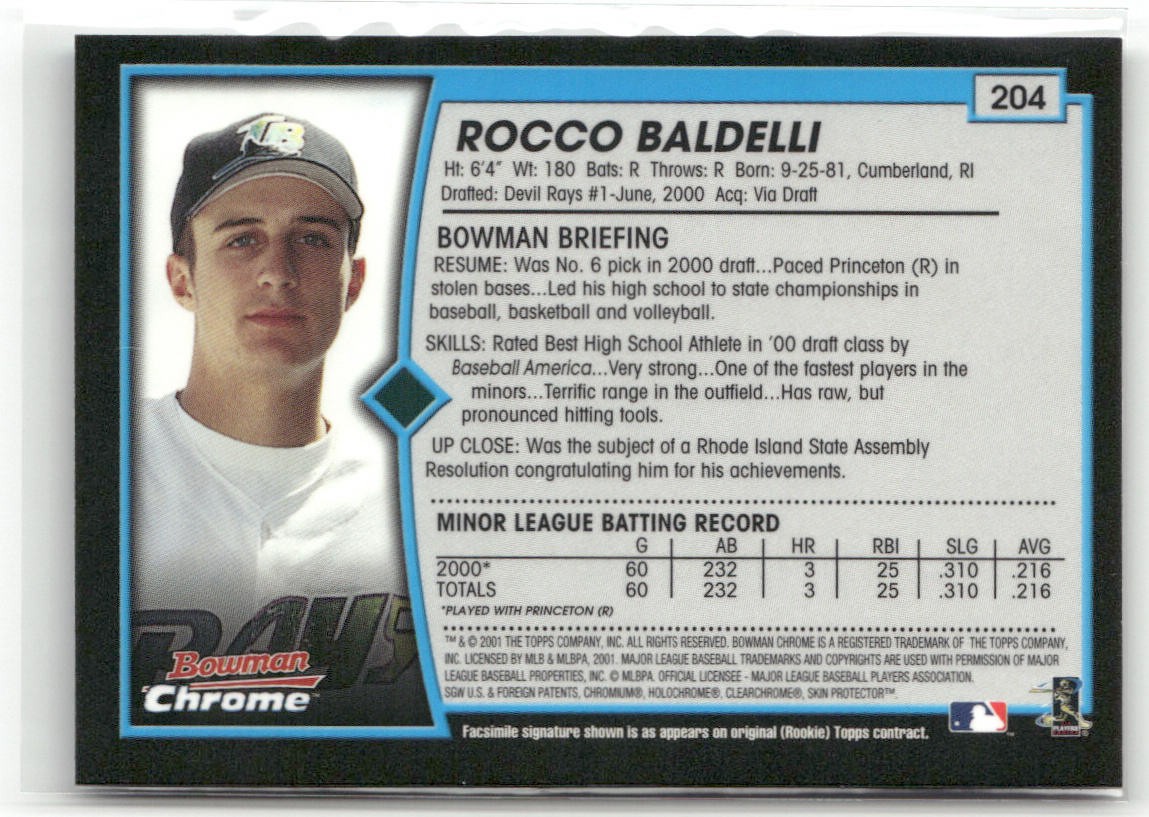 204
ROCCO BALDELLI
Ht: 6'4" Wt: 180 Bats: R Throws: R Born: 9-25-81, Cumberland, RI
Drafted: Devil Rays #1-June, 2000 Acq: Via Draft
BOWMAN BRIEFING
RESUME: Was No. 6 pick in 2000 draft...Paced Princeton (R) in
stolen bases...Led his high school to state championships in
baseball, basketball and volleyball.
SKILLS: Rated Best High School Athlete in '00 draft class by
Baseball America...Very strong...One of the fastest players in the
minors...Terrific range in the outfield...Has raw, but
pronounced hitting tools.
UP CLOSE: Was the subject of a Rhode Island State Assembly
Resolution congratulating him for his achievements.
MINOR LEAGUE BATTING RECORD
G AB HR RBI SLG AVG
2000* 60 232 3 25 .310 .216
TOTALS 60 232 3 25 .310 .216
*PLAYED WITH PRINCETON (R)
™ & © 2001 THE TOPPS COMPANY, INC. ALL RIGHTS RESERVED. BOWMAN CHROME IS A REGISTERED TRADEMARK OF THE TOPPS COMPANY,
INC. LICENSED BY MLB & MLBPA, 2001. MAJOR LEAGUE BASEBALL TRADEMARKS AND COPYRIGHTS ARE USED WITH PERMISSION OF MAJOR
LEAGUE BASEBALL PROPERTIES, INC. © MLBPA. OFFICIAL LICENSEE - MAJOR LEAGUE BASEBALL PLAYERS ASSOCIATION.
SGW U.S. & FOREIGN PATENTS, CHROMIUM®, HOLOCHROME®, CLEARCHROME®, SKIN PROTECTOR™.
Facsimile signature shown is as appears on original (Rookie) Topps contract.
TB
RAYS
Bowman
Chrome™